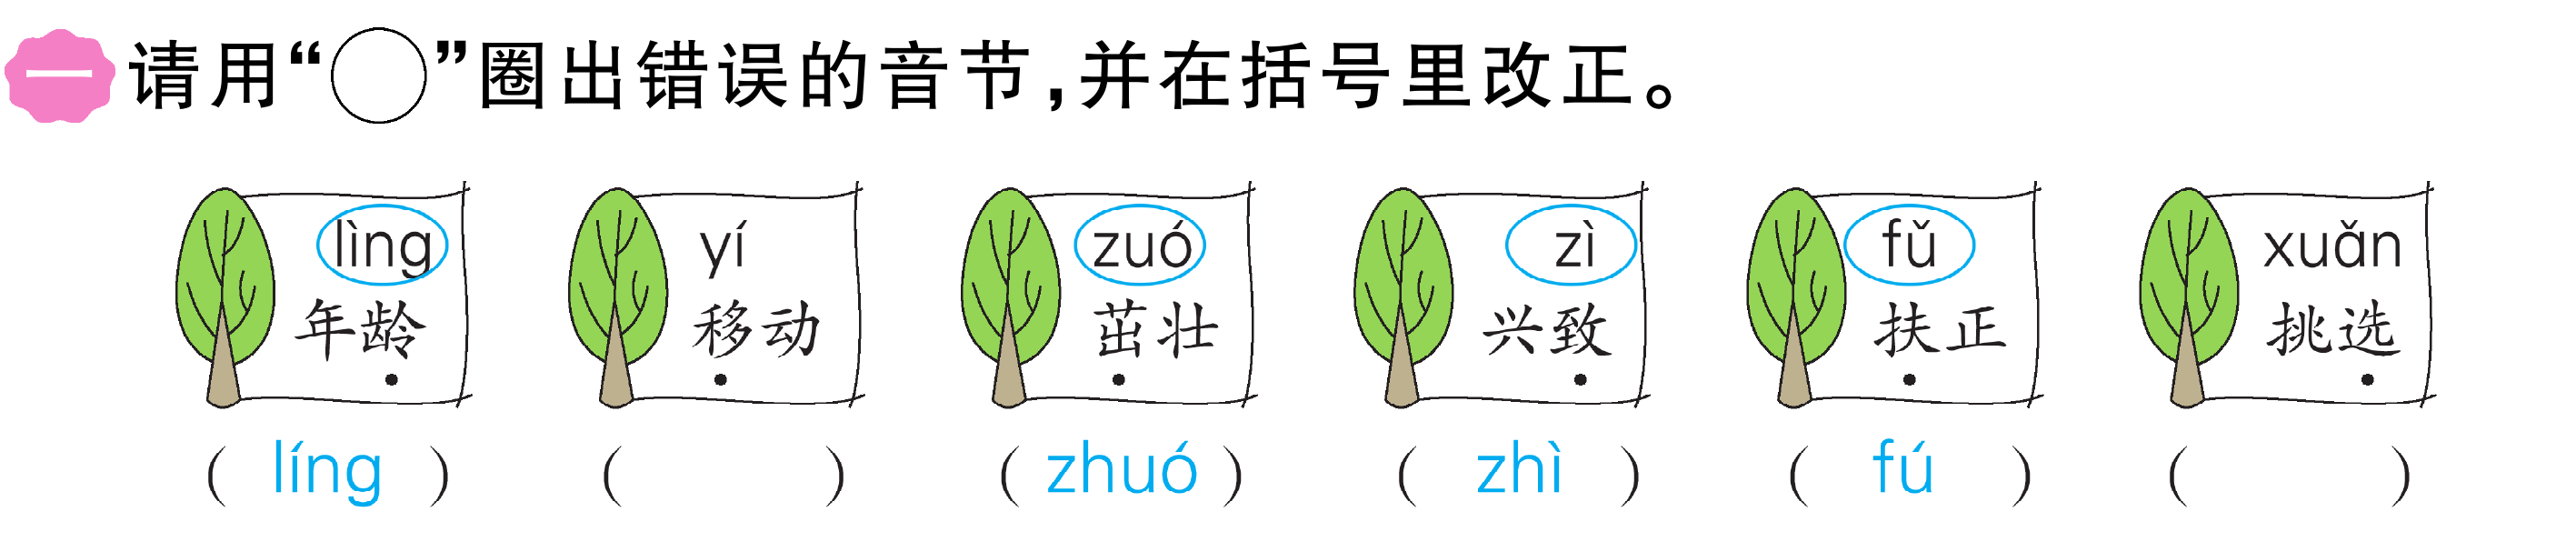 一 请用“○”圈出错误的音节,并在括号里改正。
lìng yí zuó zì fǔ xuǎn
年龄 移动 茁壮 兴致 扶正 挑选
( líng ) ( ) ( zhuó ) ( zhì ) ( fú ) ( )